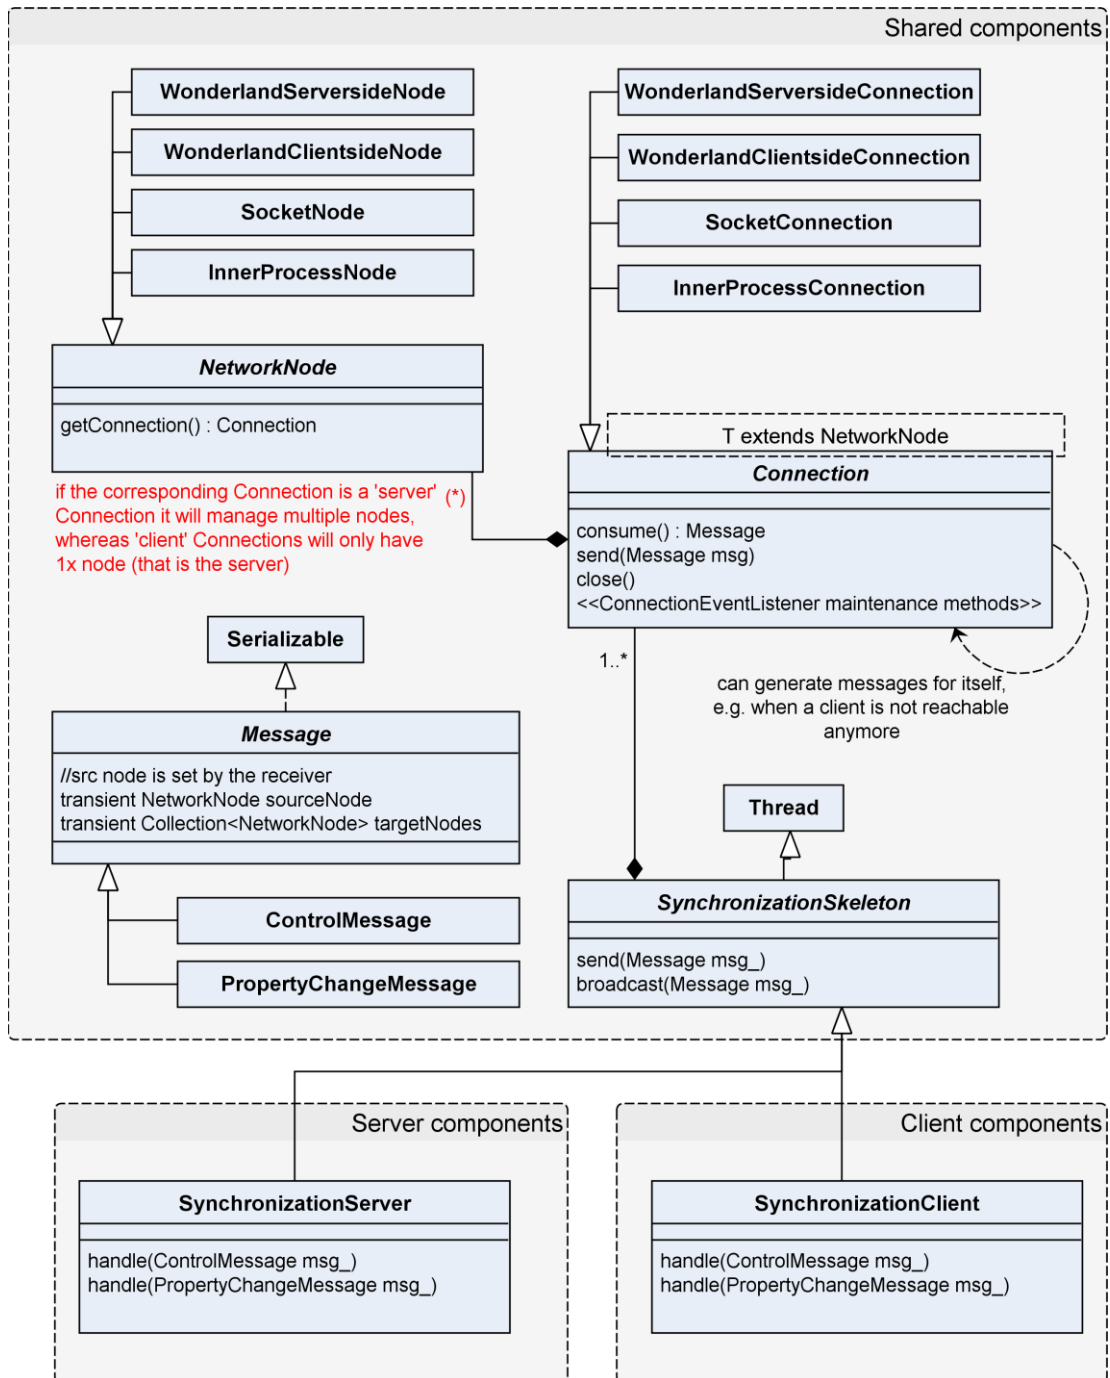 Shared components
WonderlandServersideNode
WonderlandClientsideNode
SocketNode
InnerProcessNode
WonderlandServersideConnection
WonderlandClientsideConnection
SocketConnection
InnerProcessConnection
NetworkNode
getConnection() : Connection
T extends NetworkNode
Connection
consume() : Message
send(Message msg)
close()
<<ConnectionEventListener maintenance methods>>
if the corresponding Connection is a 'server' (*)
Connection it will manage multiple nodes,
whereas 'client' Connections will only have
1x node (that is the server)
1..*
can generate messages for itself,
e.g. when a client is not reachable
anymore
Serializable
Message
//src node is set by the receiver
transient NetworkNode sourceNode
transient Collection<NetworkNode> targetNodes
ControlMessage
PropertyChangeMessage
Thread
SynchronizationSkeleton
send(Message msg_)
broadcast(Message msg_)
Server components
SynchronizationServer
handle(ControlMessage msg_)
handle(PropertyChangeMessage msg_)
Client components
SynchronizationClient
handle(ControlMessage msg_)
handle(PropertyChangeMessage msg_)